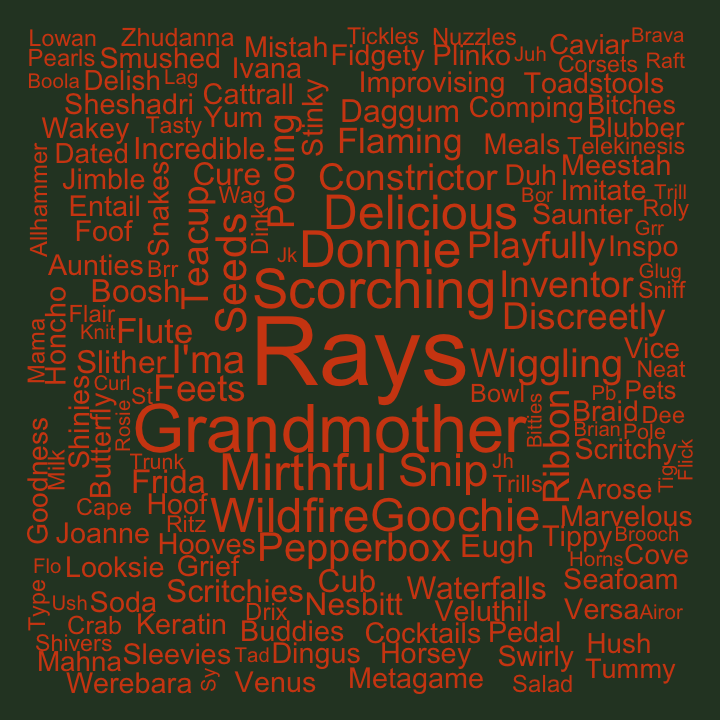 Lowan
Zhudanna
Mistah
Tickles
Nuzzles
Brava
Pearls
Smushed
Ivana
Fidgety
Plinko
Juh
Caviar
Corsets
Raft
Boola
Delish
Lag
Cattrall
Stinky
Improvising
Toadstools
Sheshadri
Yum
Daggum
Comping
Bitches
Wakey
Tasty
Pooing
Flaming
Meals
Blubber
Telekinesis
Dated
Incredible
Cure
Constrictor
Duh
Meestah
Allhammer
Jimble
Snakes
Teacup
Wag
Bor
Imitate
Trill
Entail
Seeds
Dink
Delicious
Saunter
Roly
Foof
Donnie
Playfully
Inspo
Grr
Aunties
Brr
Jk
Scorching
Inventor
Glug
Sniff
Boosh
Honcho
Flair
Flute
Rays
Discreetly
Mama
Knit
Slither
I'ma
Wiggling
Vice
Neat
Shinies
Curl
St
Feets
Bowl
Pb
Pets
Butterfly
Rosie
Grandmother
Bitties
Ribbon
Braid
Dee
Brian
Pole
Goodness
Milk
Trunk
Mirthful
Snip
Jh
Scritchy
Tig
Flick
Frida
Trills
Arose
Cape
Hoof
Wildfire
Goochie
Marvelous
Joanne
Ritz
Hooves
Pepperbox
Eugh
Tippy
Brooch
Flo
Looksie
Grief
Horns
Cove
Type
Ush
Soda
Scritchies
Cub
Waterfalls
Seafoam
Crab
Keratin
Drix
Nesbitt
Veluthil
Versa
Airor
Shivers
Buddies
Cocktails
Pedal
Hush
Mahna
Sleevies
Tad
Dingus
Horsey
Swirly
Tummy
Werebara
Sy
Venus
Metagame
Salad